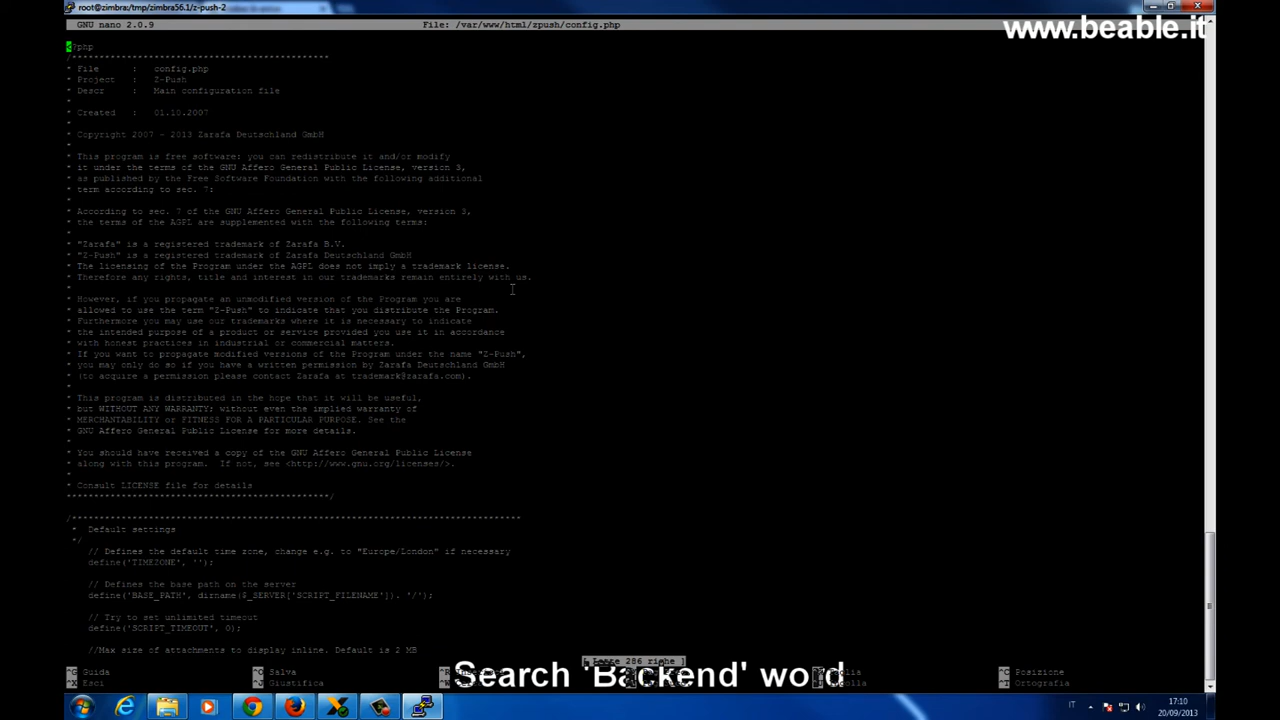 root@zimbra:/tmp/zimbra56.1/z-push-2
GNU nano 2.0.9 File: /var/www/html/zpush/config.php
www.beable.it
<?php
/***********************************************
* File : config.php
* Project : Z-Push
* Descr : Main configuration file
*
* Created : 01.10.2007
*
* Copyright 2007 - 2013 Zarafa Deutschland GmbH
*
* This program is free software: you can redistribute it and/or modify
* it under the terms of the GNU Affero General Public License, version 3,
* as published by the Free Software Foundation with the following additional
* term according to sec. 7:
*
* According to sec. 7 of the GNU Affero General Public License, version 3,
* the terms of the AGPL are supplemented with the following terms:
*
* "Zarafa" is a registered trademark of Zarafa B.V.
* "Z-Push" is a registered trademark of Zarafa Deutschland GmbH
* The licensing of the Program under the AGPL does not imply a trademark license.
* Therefore any rights, title and interest in our trademarks remain entirely with us.
*
* However, if you propagate an unmodified version of the Program you are
* allowed to use the term "Z-Push" to indicate that you distribute the Program.
* Furthermore you may use our trademarks where it is necessary to indicate
* the intended purpose of a product or service provided you use it in accordance
* with honest practices in industrial or commercial matters.
* If you want to propagate modified versions of the Program under the name "Z-Push",
* you may only do so if you have a written permission by Zarafa Deutschland GmbH
* (to acquire a permission please contact Zarafa at trademark@zarafa.com).
*
* This program is distributed in the hope that it will be useful,
* but WITHOUT ANY WARRANTY; without even the implied warranty of
* MERCHANTABILITY or FITNESS FOR A PARTICULAR PURPOSE. See the
* GNU Affero General Public License for more details.
*
* You should have received a copy of the GNU Affero General Public License
* along with this program. If not, see <http://www.gnu.org/licenses/>.
*
* Consult LICENSE file for details
************************************************/
/**********************************************************************************
* Default settings
*/
// Defines the default time zone, change e.g. to "Europe/London" if necessary
define('TIMEZONE', '');
// Defines the base path on the server
define('BASE_PATH', dirname($_SERVER['SCRIPT_FILENAME']). '/');
// Try to set unlimited timeout
define('SCRIPT_TIMEOUT', 0);
//Max size of attachments to display inline. Default is 2 MB
286 righe ]
^G Guida ^O Salva ^C Posizione
^X Esci ^J Giustifica ^T Ortografia
Search 'Backend' word
IT
17:10
20/09/2013